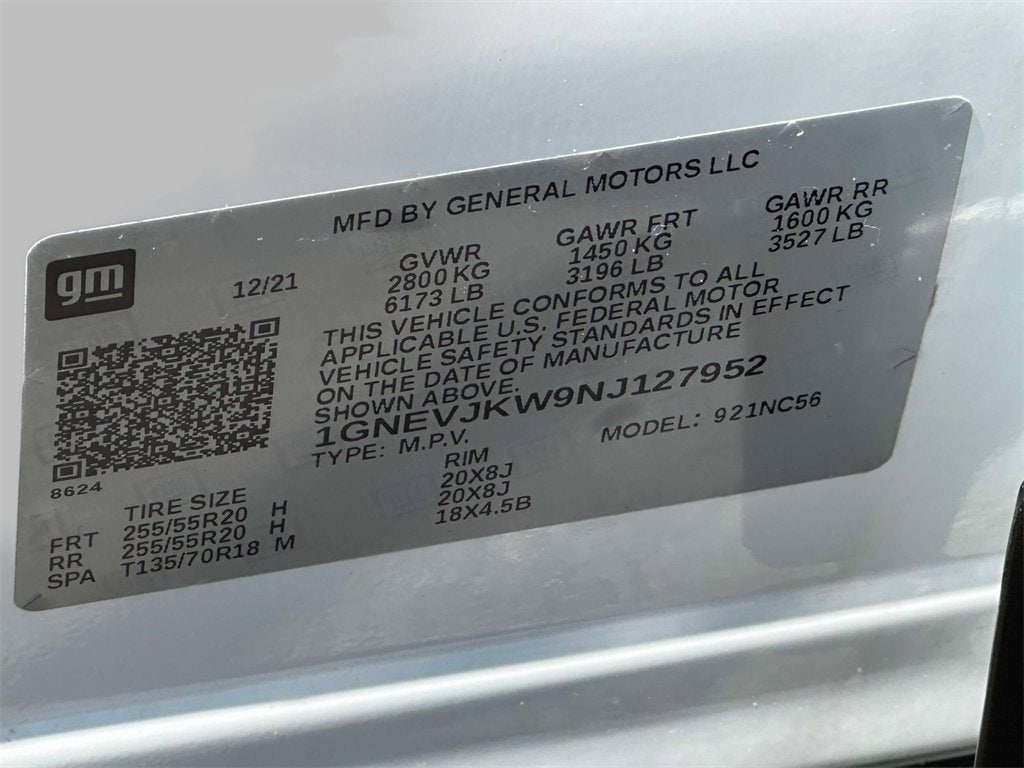 MFD BY GENERAL MOTORS LLC
gm
12/21
GVWR
2800 KG
6173 LB
GAWR FRT
1450 KG
3196 LB
GAWR RR
1600 KG
3527 LB
THIS VEHICLE CONFORMS TO ALL
APPLICABLE U.S. FEDERAL MOTOR
VEHICLE SAFETY STANDARDS IN EFFECT
ON THE DATE OF MANUFACTURE
SHOWN ABOVE.
1GNEVJKW9NJ127952
TYPE: M.P.V.
MODEL: 921NC56
8624
TIRE SIZE RIM
FRT 255/55R20 H 20X8J
RR 255/55R20 H 20X8J
SPA T135/70R18 M 18X4.5B